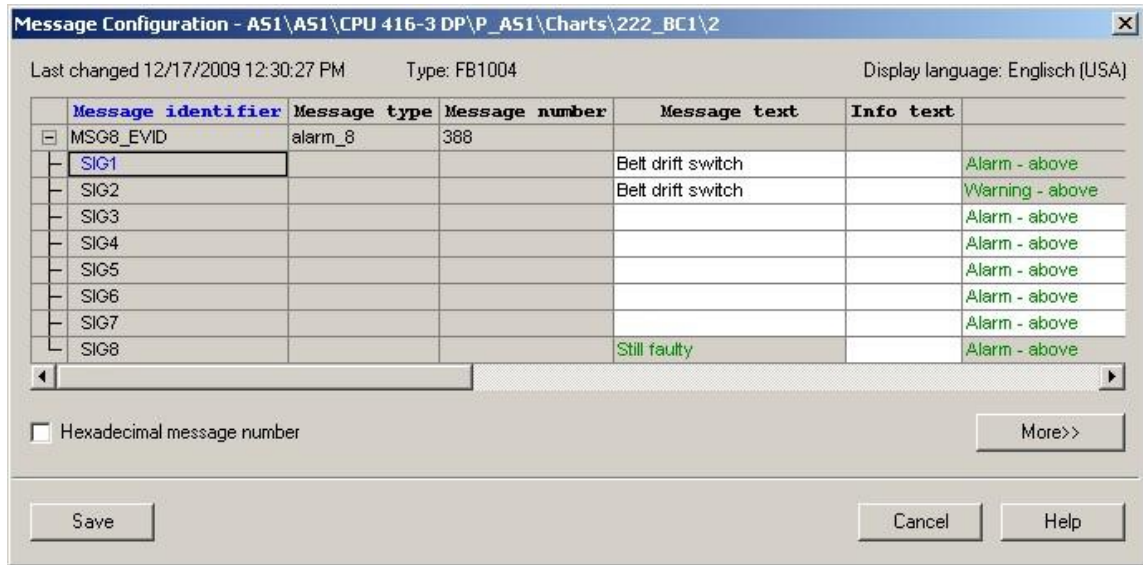 Message Configuration - AS1\AS1\CPU 416-3 DP\P_AS1\Charts\222_BC1\2
Last changed 12/17/2009 12:30:27 PM Type: FB1004 Display language: Englisch (USA)
Message identifier Message type Message number Message text Info text
MSG8_EVID alarm_8 388
SIG1 Belt drift switch Alarm - above
SIG2 Belt drift switch Warning - above
SIG3 Alarm - above
SIG4 Alarm - above
SIG5 Alarm - above
SIG6 Alarm - above
SIG7 Alarm - above
SIG8 Still faulty Alarm - above
Hexadecimal message number More>>
Save Cancel Help